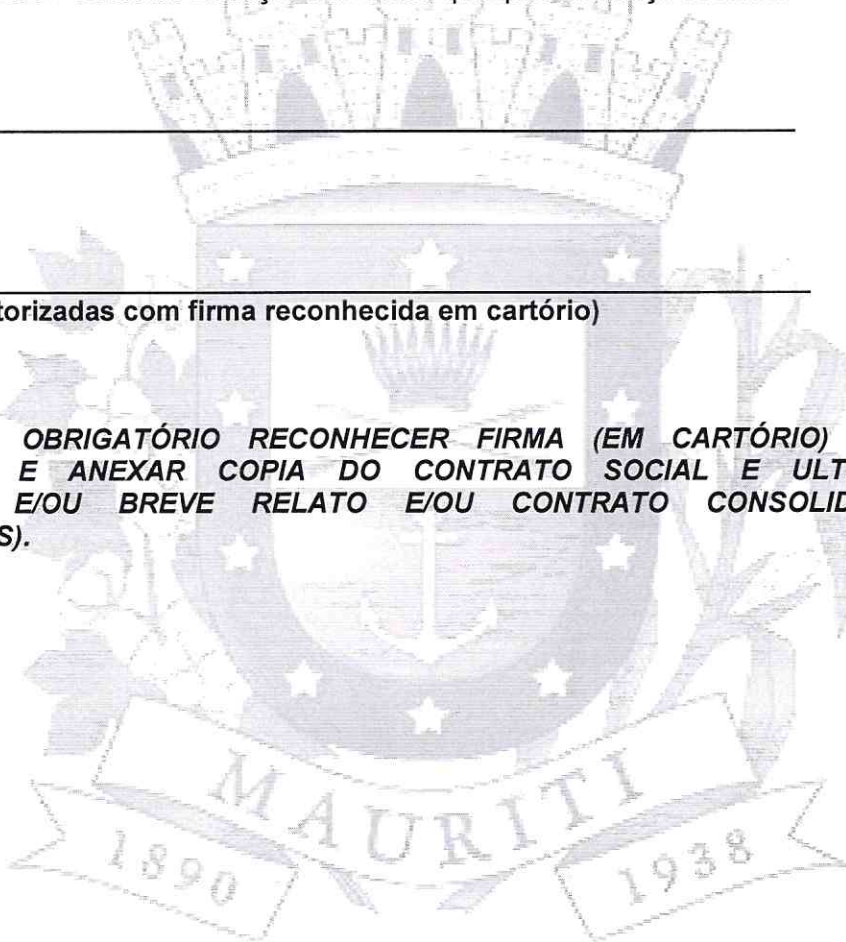 torizadas com firma reconhecida em cartório)
OBRIGATÓRIO RECONHECER FIRMA (EM CARTÓRIO)
E ANEXAR COPIA DO CONTRATO SOCIAL E ULT
E/OU BREVE RELATO E/OU CONTRATO CONSOLID
S).
MAURITI
1890
1938